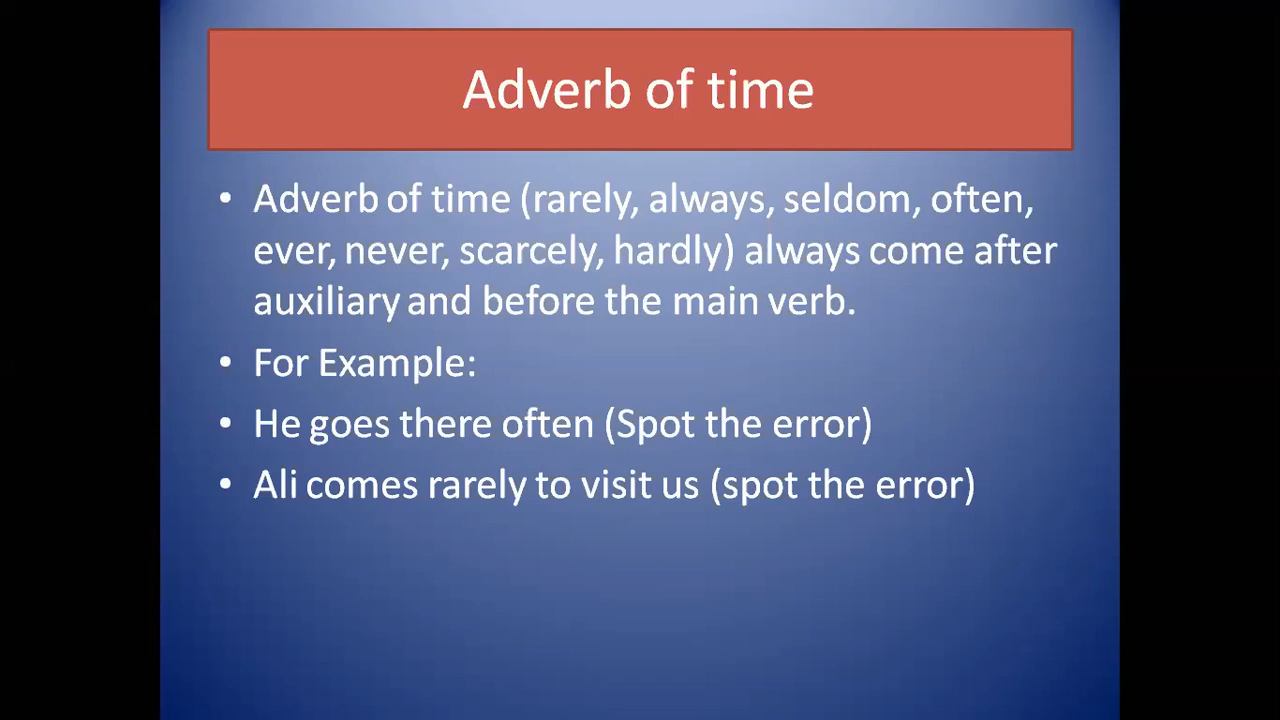 Adverb of time
• Adverb of time (rarely, always, seldom, often,
ever, never, scarcely, hardly) always come after
auxiliary and before the main verb.
• For Example:
• He goes there often (Spot the error)
• Ali comes rarely to visit us (spot the error)